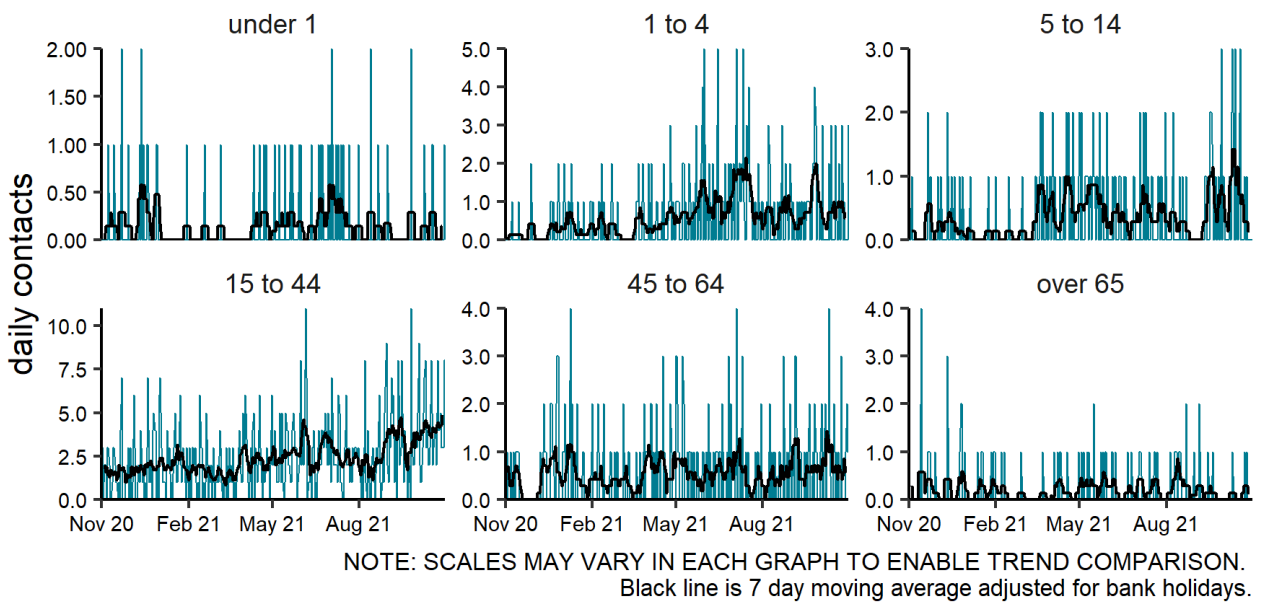 under 1
1 to 4
5 to 14
2.00
1.50
1.00
0.50
0.00
5.0
4.0
3.0
2.0
1.0
0.0
3.0
2.0
1.0
0.0
daily contacts
15 to 44
45 to 64
over 65
10.0
7.5
5.0
2.5
0.0
4.0
3.0
2.0
1.0
0.0
4.0
3.0
2.0
1.0
0.0
Nov 20 Feb 21 May 21 Aug 21
Nov 20 Feb 21 May 21 Aug 21
Nov 20 Feb 21 May 21 Aug 21
NOTE: SCALES MAY VARY IN EACH GRAPH TO ENABLE TREND COMPARISON.
Black line is 7 day moving average adjusted for bank holidays.